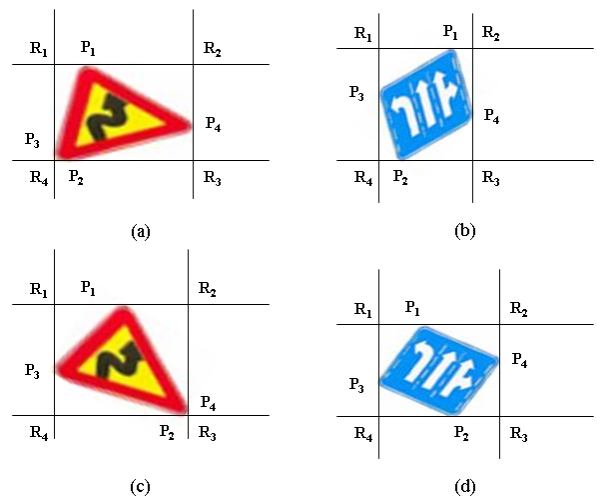 R1 P1 R2
P3 P4
R4 P2 R3
(a)
P1
R1 R2
P3
P4
R4 P2 R3
(b)
R1 P1 R2
P3
P4
R4 P2 R3
(c)
P1
R1 R2
P4
P3
R4 P2 R3
(d)